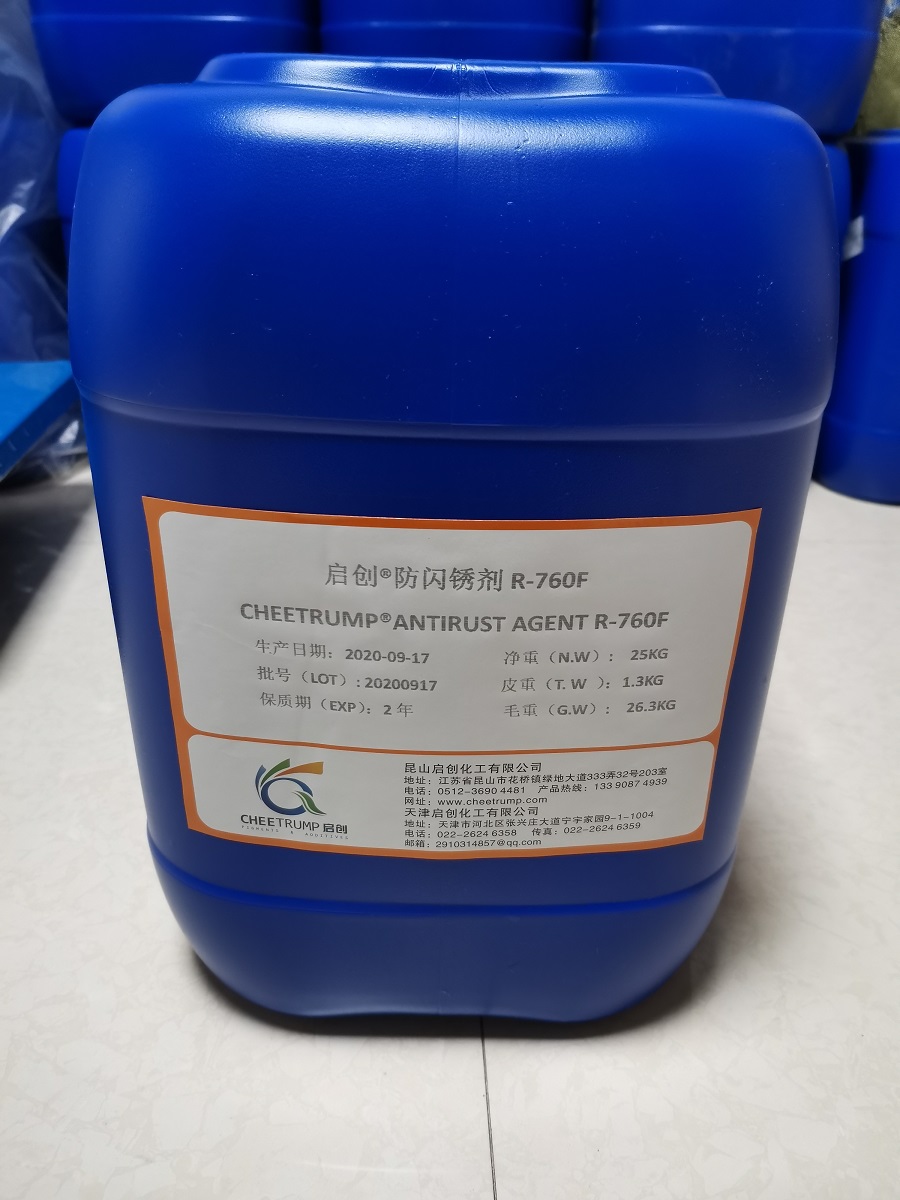 启创®防闪锈剂 R-760F
CHEETRUMP®ANTIRUST AGENT R-760F
生产日期：2020-09-17 净重（N.W）： 25KG
批号（LOT）: 20200917 皮重（T. W ）：1.3KG
保质期（EXP）：2 年 毛重（G.W）： 26.3KG
CHEETRUMP 启创
PIGMENTS & ADDITIVES
昆山启创化工有限公司
地址：江苏省昆山市花桥镇绿地大道333弄32号203室
电话：0512-3690 4481 产品热线：133 9087 4939
网址：www.cheetrump.com
天津启创化工有限公司
地址：天津市河北区张兴庄大道宁宇家园9-1-1004
电话：022-2624 6358 传真：022-2624 6359
邮箱：2910314857@qq.com